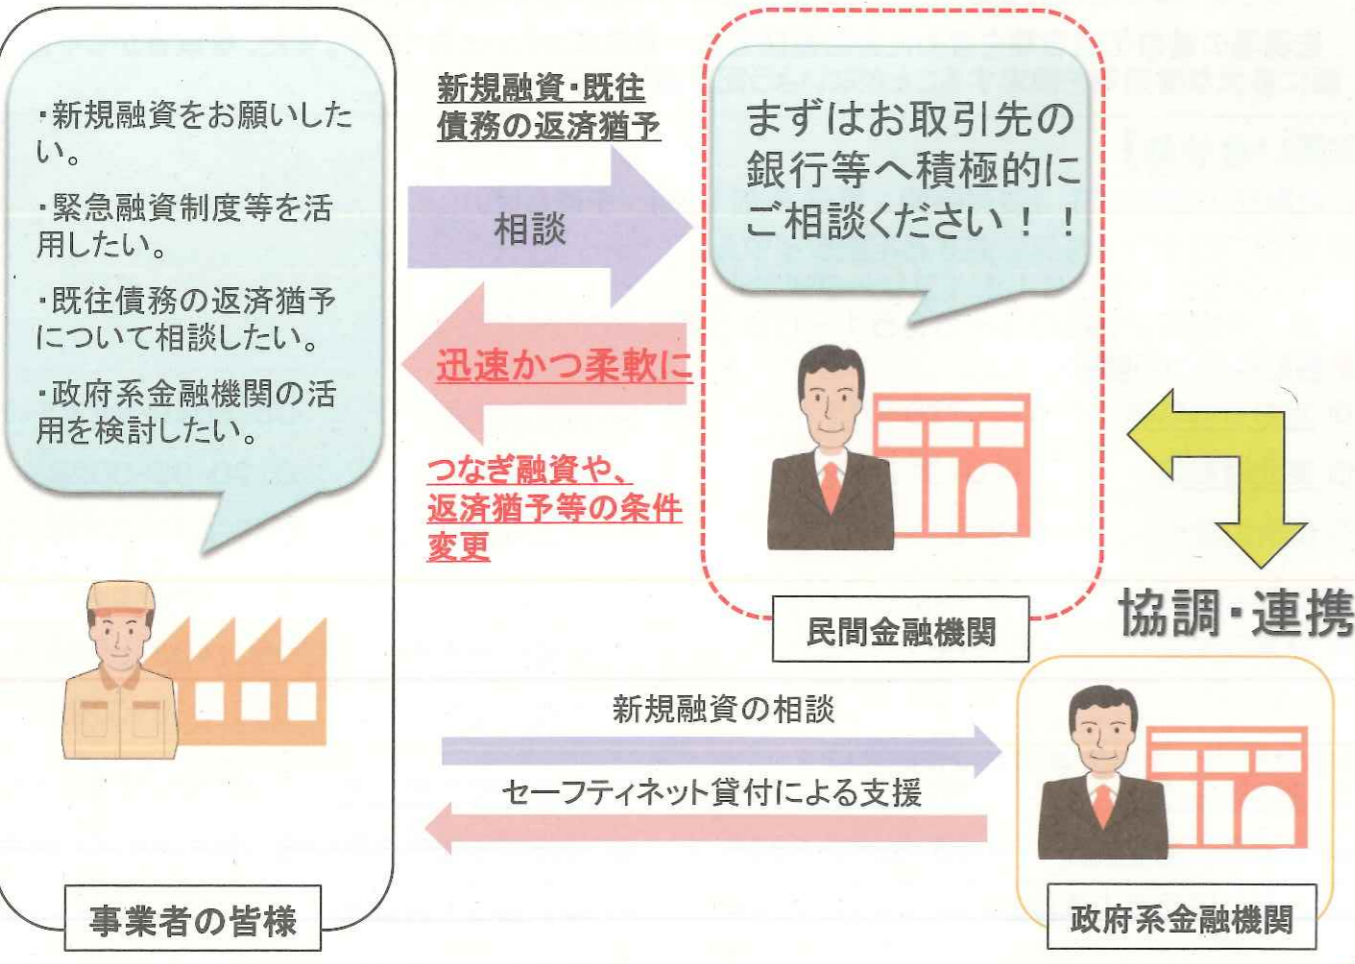 ・新規融資をお願いした
い。
・緊急融資制度等を活
用したい。
・既往債務の返済猶予
について相談したい。
・政府系金融機関の活
用を検討したい。
事業者の皆様
新規融資・既往
債務の返済猶予
相談
迅速かつ柔軟に
つなぎ融資や、
返済猶予等の条件
変更
まずはお取引先の
銀行等へ積極的に
ご相談ください！！
民間金融機関
協調・連携
新規融資の相談
セーフティネット貸付による支援
政府系金融機関